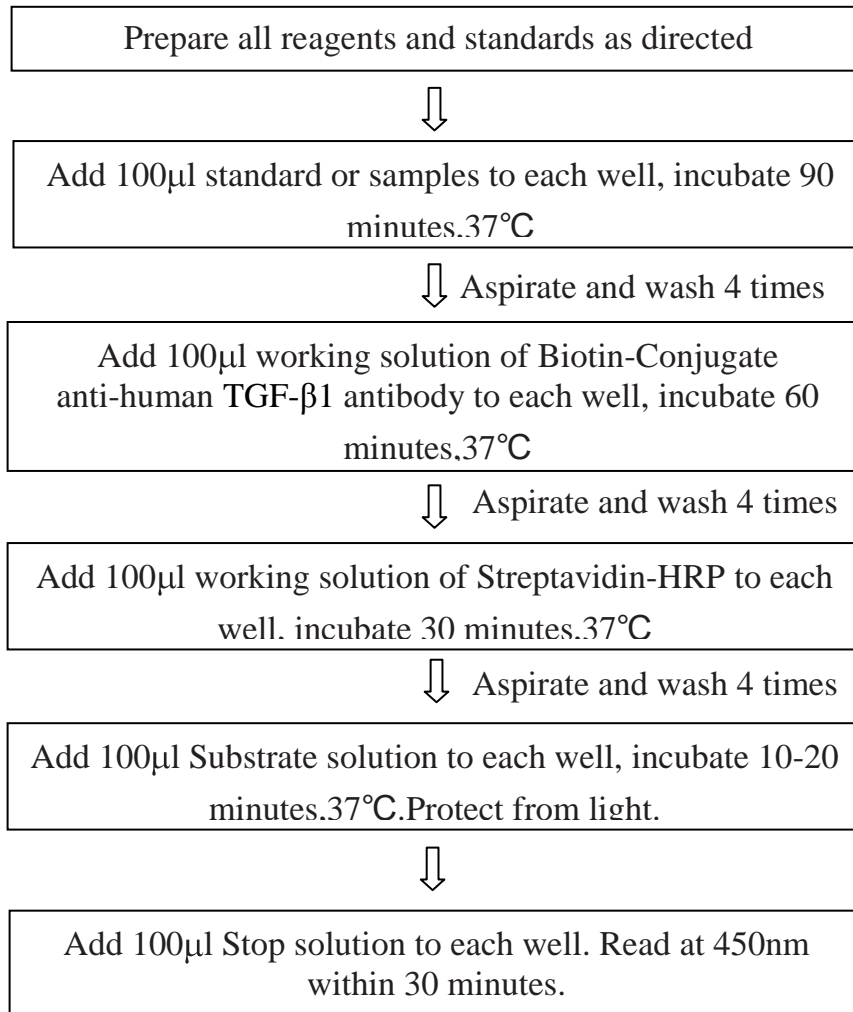 Prepare all reagents and standards as directed
Add 100μl standard or samples to each well, incubate 90
minutes,37℃
Aspirate and wash 4 times
Add 100μl working solution of Biotin-Conjugate
anti-human TGF-β1 antibody to each well, incubate 60
minutes,37℃
Aspirate and wash 4 times
Add 100μl working solution of Streptavidin-HRP to each
well, incubate 30 minutes,37℃
Aspirate and wash 4 times
Add 100μl Substrate solution to each well, incubate 10-20
minutes,37℃.Protect from light.
Add 100μl Stop solution to each well. Read at 450nm
within 30 minutes.